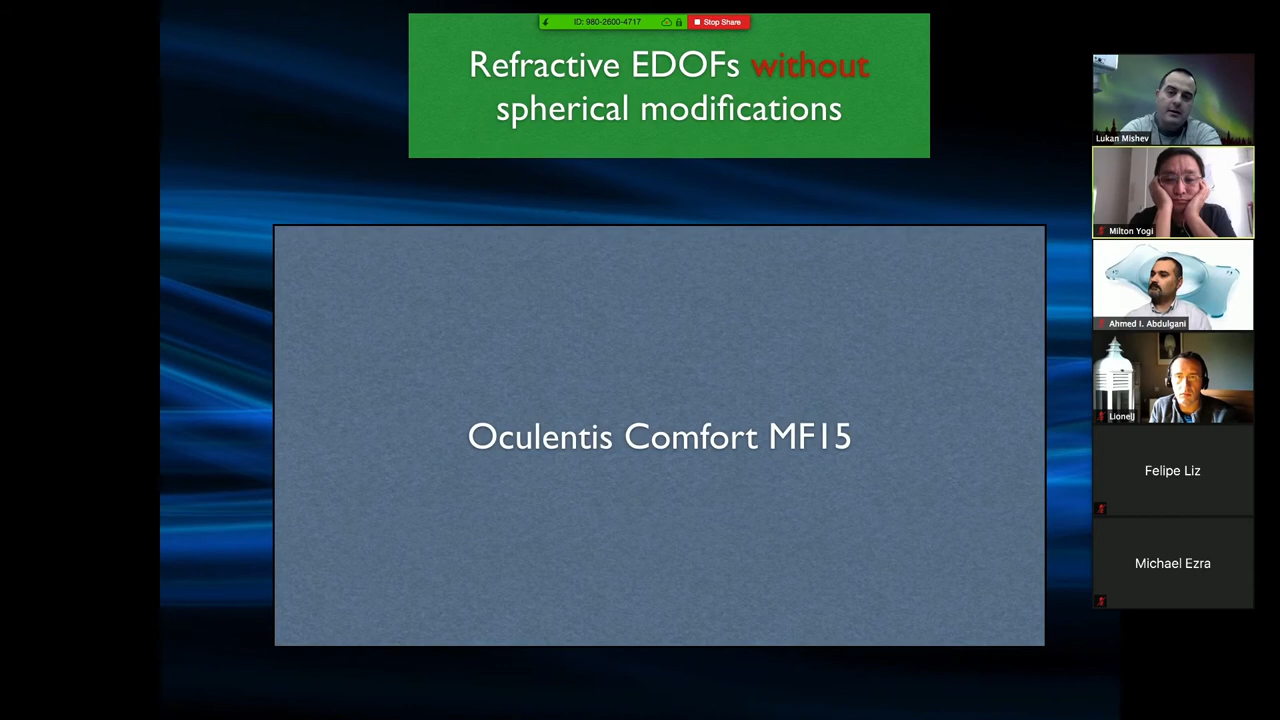 ID: 980-2600-4717
Stop Share
Refractive EDOFs without
spherical modifications
Oculentis Comfort MF15
Lukan Mishev
Milton Yogi
Ahmed I. Abdulgani
LionelJ
Felipe Liz
Michael Ezra